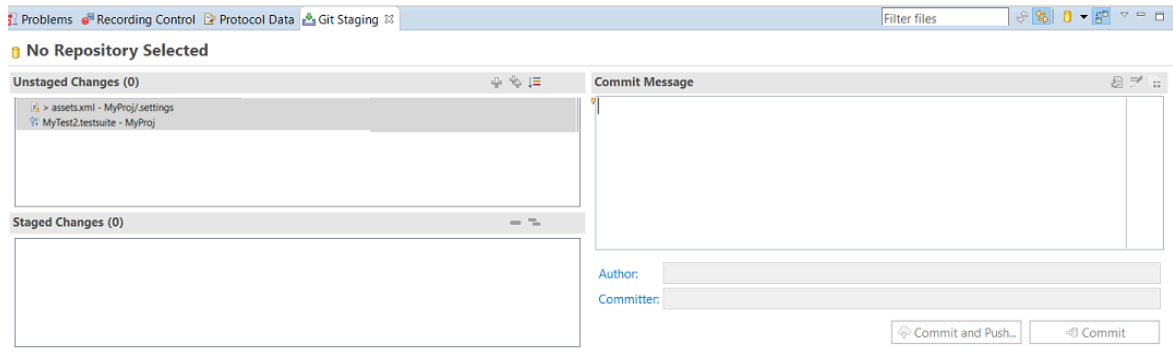 Problems Recording Control Protocol Data Git Staging Filter files
No Repository Selected
Unstaged Changes (0)
> assets.xml - MyProj/.settings
MyTest2.testsuite - MyProj
Staged Changes (0)
Commit Message
Author:
Committer:
Commit and Push... Commit